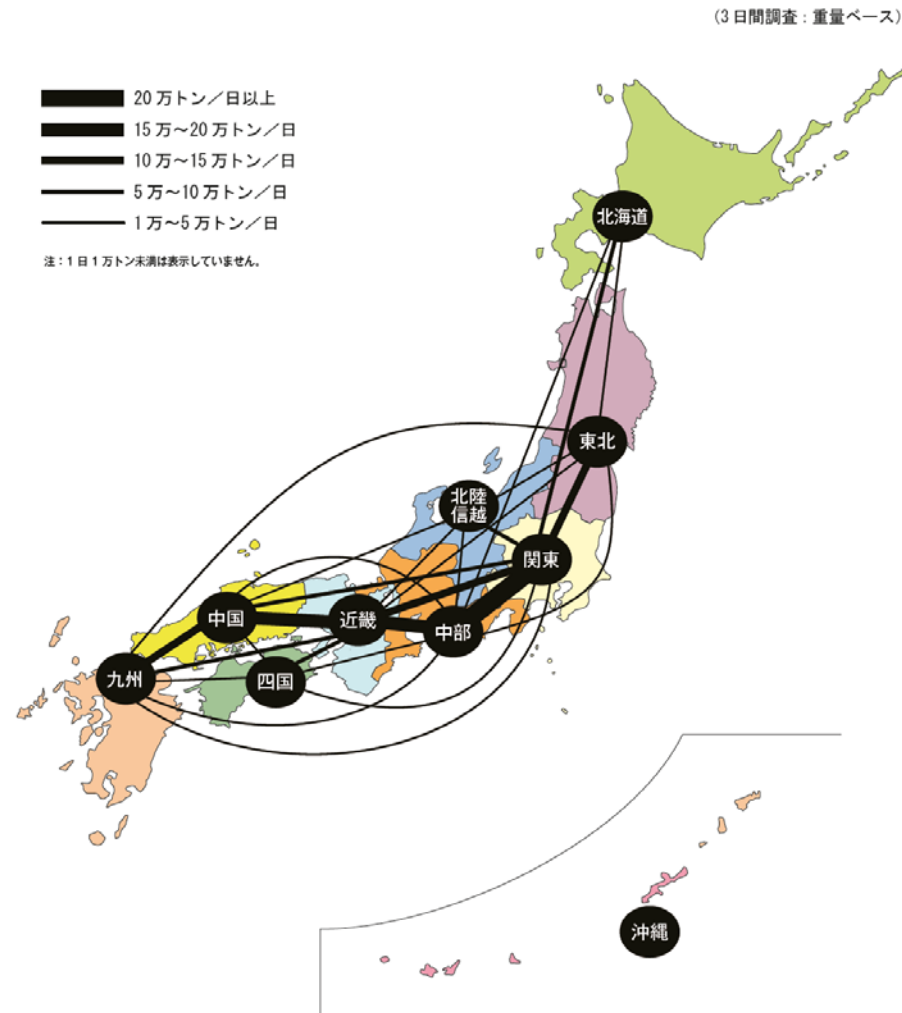 (3日間調査：重量ベース)
20万トン／日以上
15万～20万トン／日
10万～15万トン／日
5万～10万トン／日
1万～5万トン／日
注：1日1万トン未満は表示していません。
北海道
東北
北陸
信越
関東
中国
近畿
中部
九州
四国
沖縄